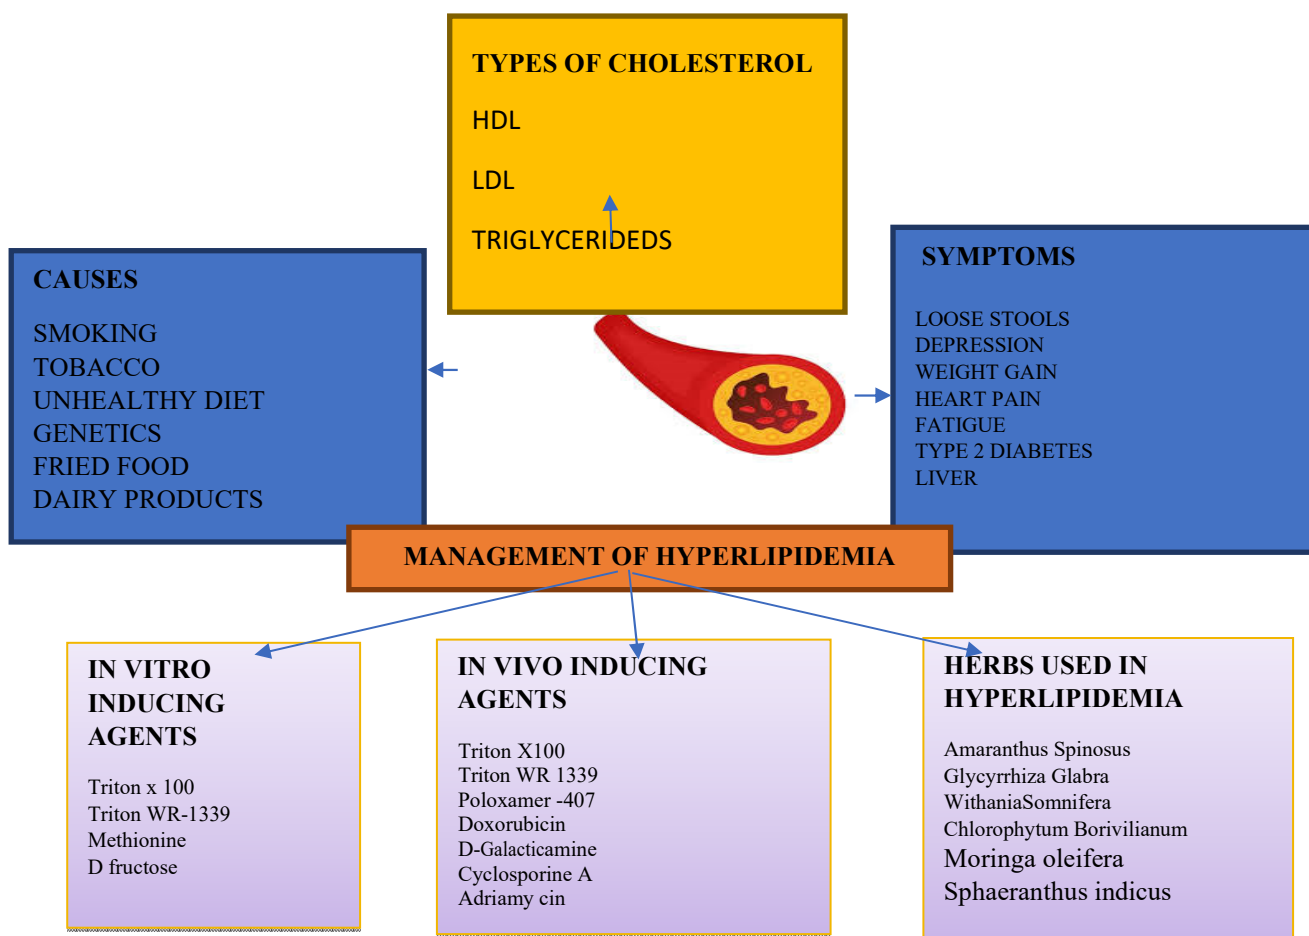 TYPES OF CHOLESTEROL
HDL
LDL
TRIGLYCERIDEDS
CAUSES
SMOKING
TOBACCO
UNHEALTHY DIET
GENETICS
FRIED FOOD
DAIRY PRODUCTS
SYMPTOMS
LOOSE STOOLS
DEPRESSION
WEIGHT GAIN
HEART PAIN
FATIGUE
TYPE 2 DIABETES
LIVER
MANAGEMENT OF HYPERLIPIDEMIA
IN VITRO
INDUCING
AGENTS
Triton x 100
Triton WR-1339
Methionine
D fructose
IN VIVO INDUCING
AGENTS
Triton X100
Triton WR 1339
Poloxamer -407
Doxorubicin
D-Galacticamine
Cyclosporine A
Adriamy cin
HERBS USED IN
HYPERLIPIDEMIA
Amaranthus Spinosus
Glycyrrhiza Glabra
WithaniaSomnifera
Chlorophytum Borivilianum
Moringa oleifera
Sphaeranthus indicus